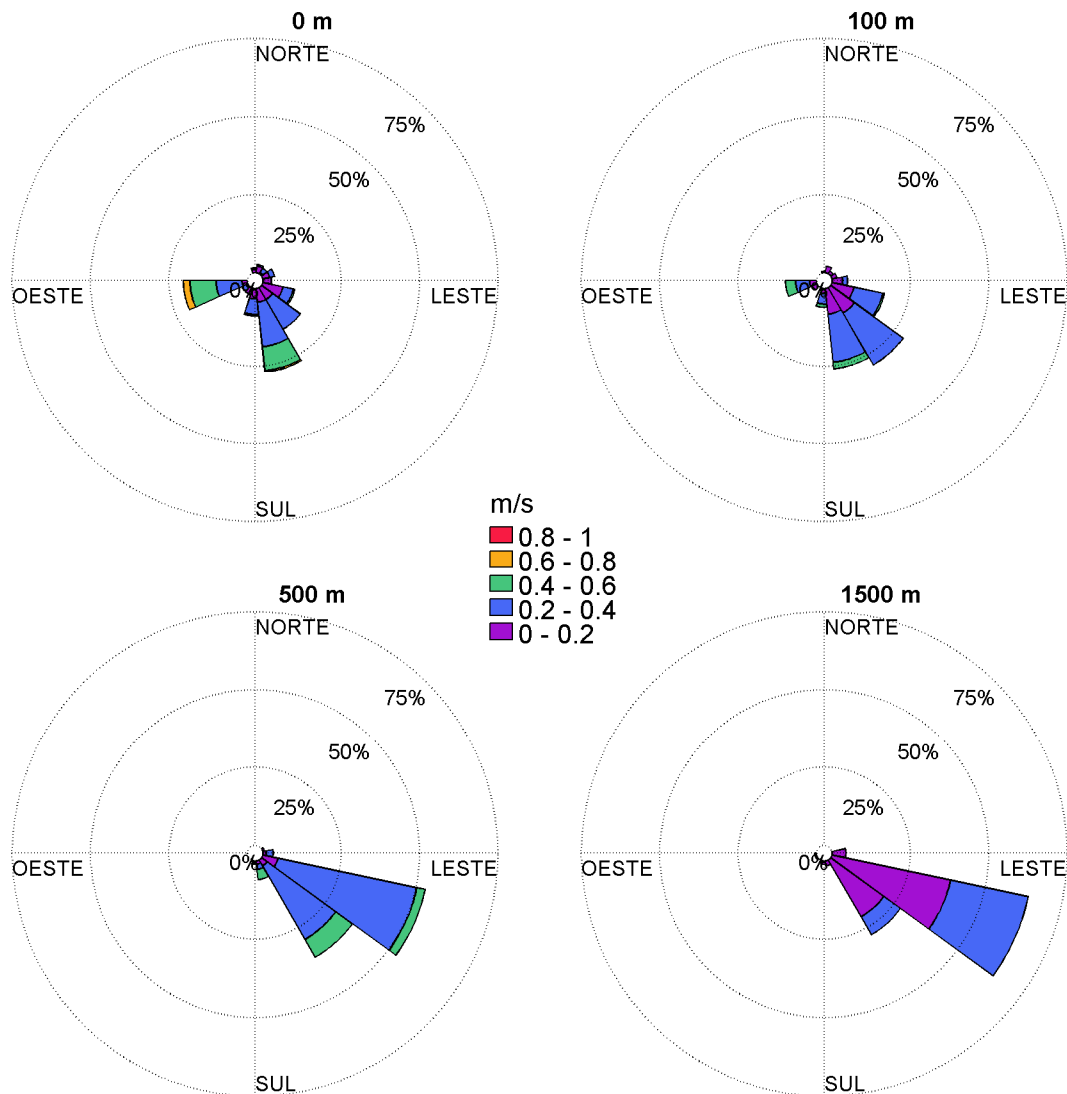 0 m
NORTE
75%
50%
25%
0%
OESTE
LESTE
SUL
100 m
NORTE
75%
50%
25%
0%
OESTE
LESTE
SUL
m/s
0.8 - 1
0.6 - 0.8
0.4 - 0.6
0.2 - 0.4
0 - 0.2
500 m
NORTE
75%
50%
25%
0%
OESTE
LESTE
SUL
1500 m
NORTE
75%
50%
25%
0%
OESTE
LESTE
SUL